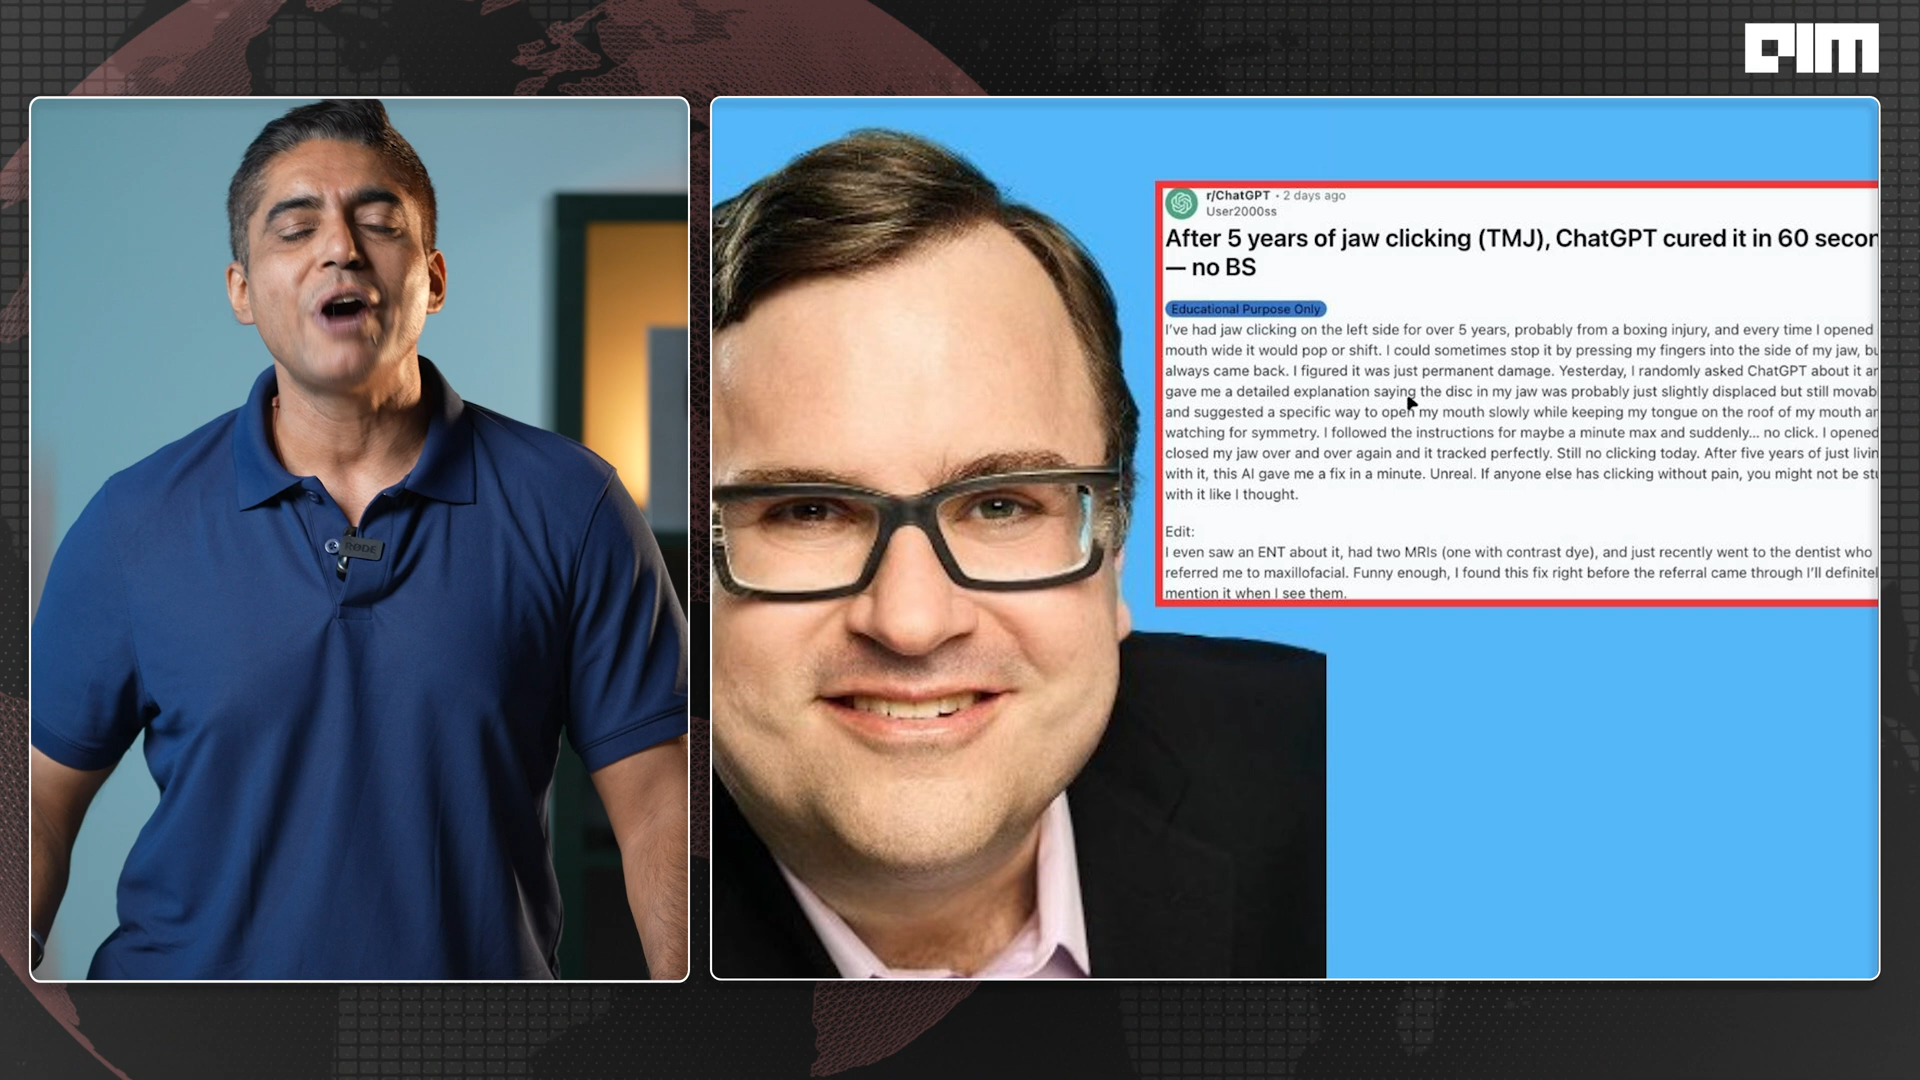 AIM
RØDE
r/ChatGPT • 2 days ago
User2000ss
After 5 years of jaw clicking (TMJ), ChatGPT cured it in 60
— no BS
Educational Purpose Only
I've had jaw clicking on the left side for over 5 years, probably from a boxing injury, and every time I opened
mouth wide it would pop or shift. I could sometimes stop it by pressing my fingers into the side of my jaw,
always came back. I figured it was just permanent damage. Yesterday, I randomly asked ChatGPT about it
gave me a detailed explanation saying the disc in my jaw was probably just slightly displaced but still
and suggested a specific way to open my mouth slowly while keeping my tongue on the roof of my mouth
watching for symmetry. I followed the instructions for maybe a minute max and suddenly... no click. I opened
closed my jaw over and over again and it tracked perfectly. Still no clicking today. After five years of just
with it, this AI gave me a fix in a minute. Unreal. If anyone else has clicking without pain, you might not be
with it like I thought.
Edit:
I even saw an ENT about it, had two MRIs (one with contrast dye), and just recently went to the dentist who
referred me to maxillofacial. Funny enough, I found this fix right before the referral came through I'll
mention it when I see them.